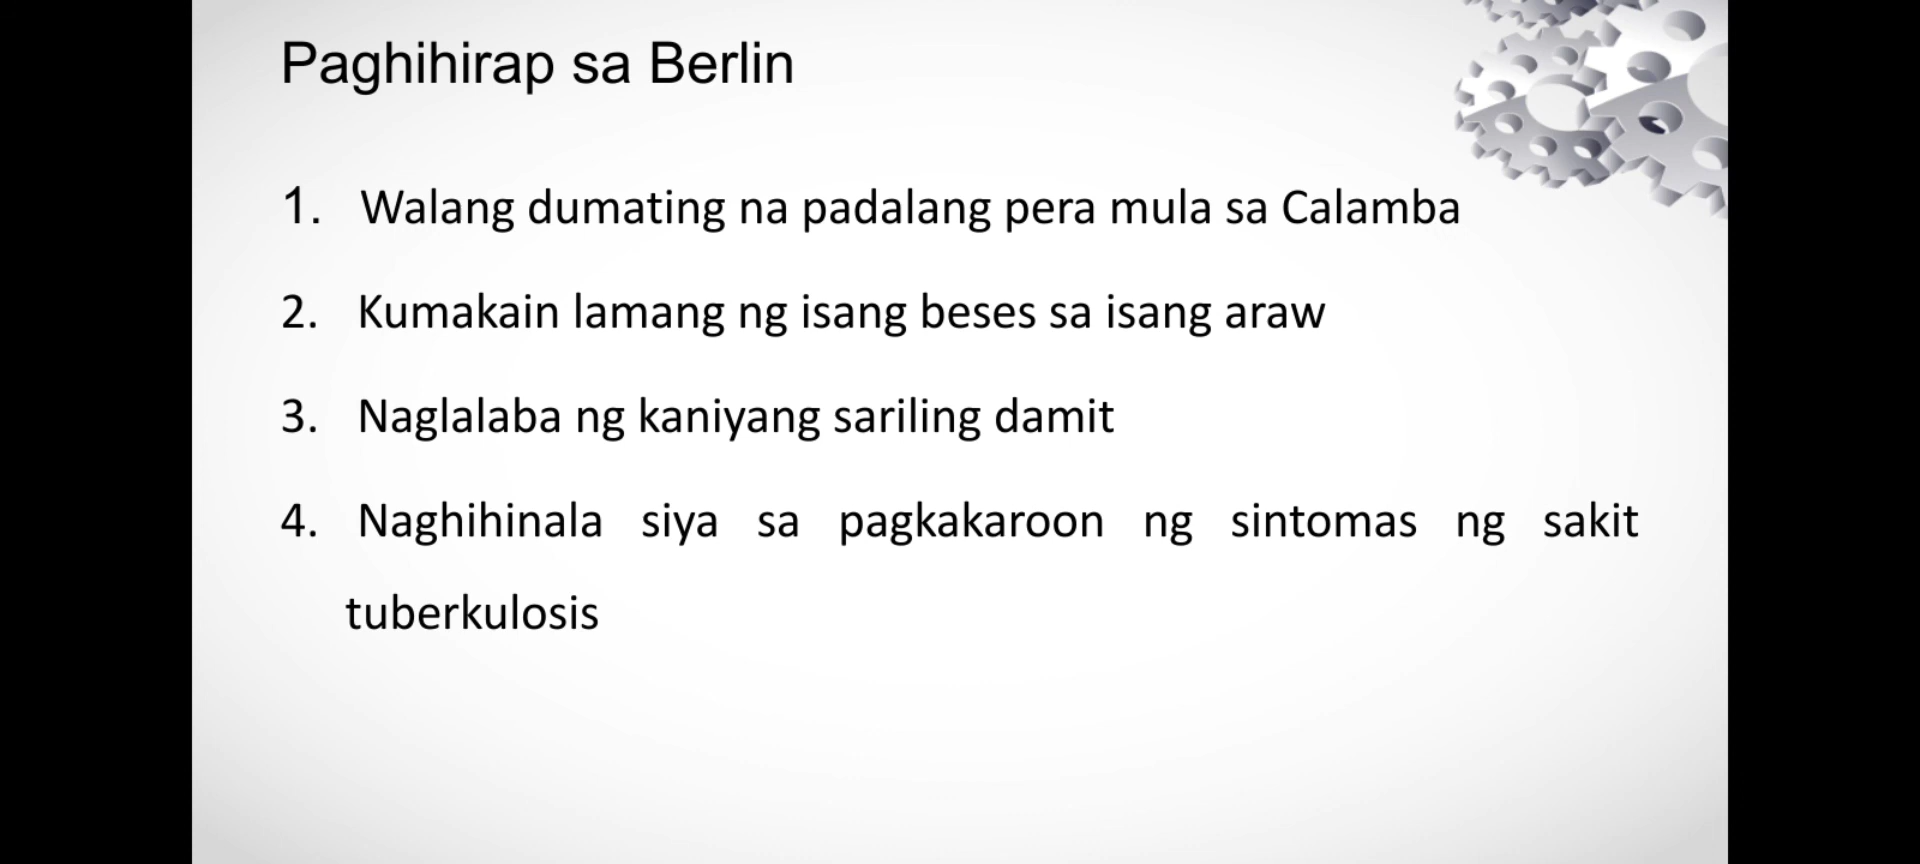 Paghihirap sa Berlin
1. Walang dumating na padalang pera mula sa Calamba
2. Kumakain lamang ng isang beses sa isang araw
3. Naglalaba ng kaniyang sariling damit
4. Naghihinala siya sa pagkakaroon ng sintomas ng sakit
tuberkulosis